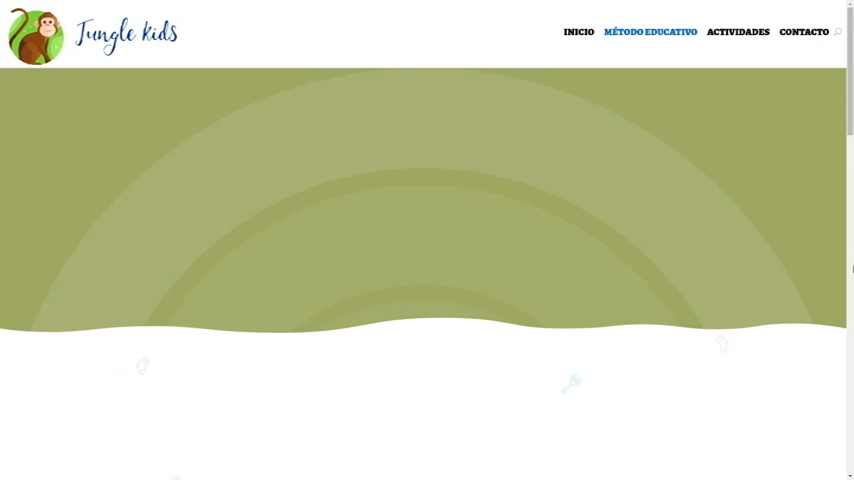 Jungle kids
INICIO MÉTODO EDUCATIVO ACTIVIDADES CONTACTO